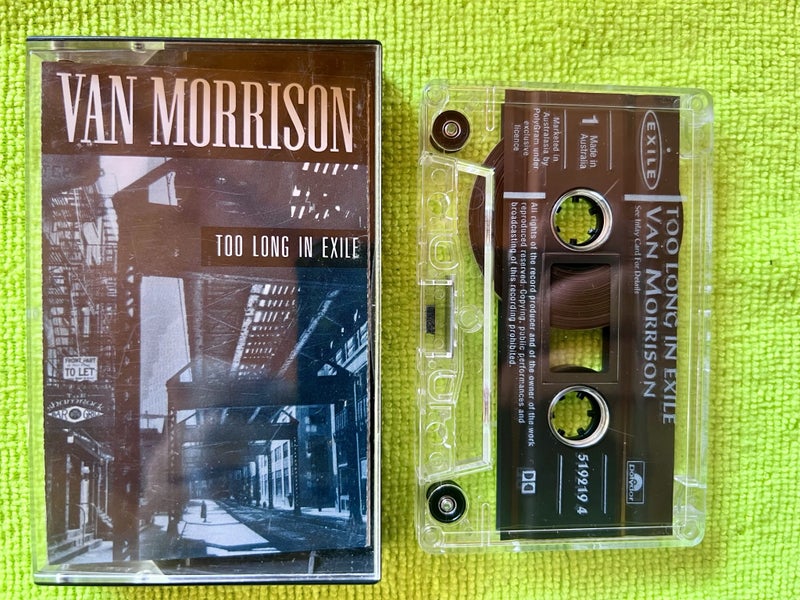 VAN MORRISON
TOO LONG IN EXILE
FRONT PART
TO LET
BAR
EXILE
TOO LONG IN EXILE
VAN MORRISON
See Inlay Card For Details
1
Made in
Australia
Marketed in
Australasia by
PolyGram under
exclusive
licence
All rights of the record producer and of the owner of the work
reproduced reserved. Copying, public performances and
broadcasting of this recording prohibited.
519219 4
Polydor